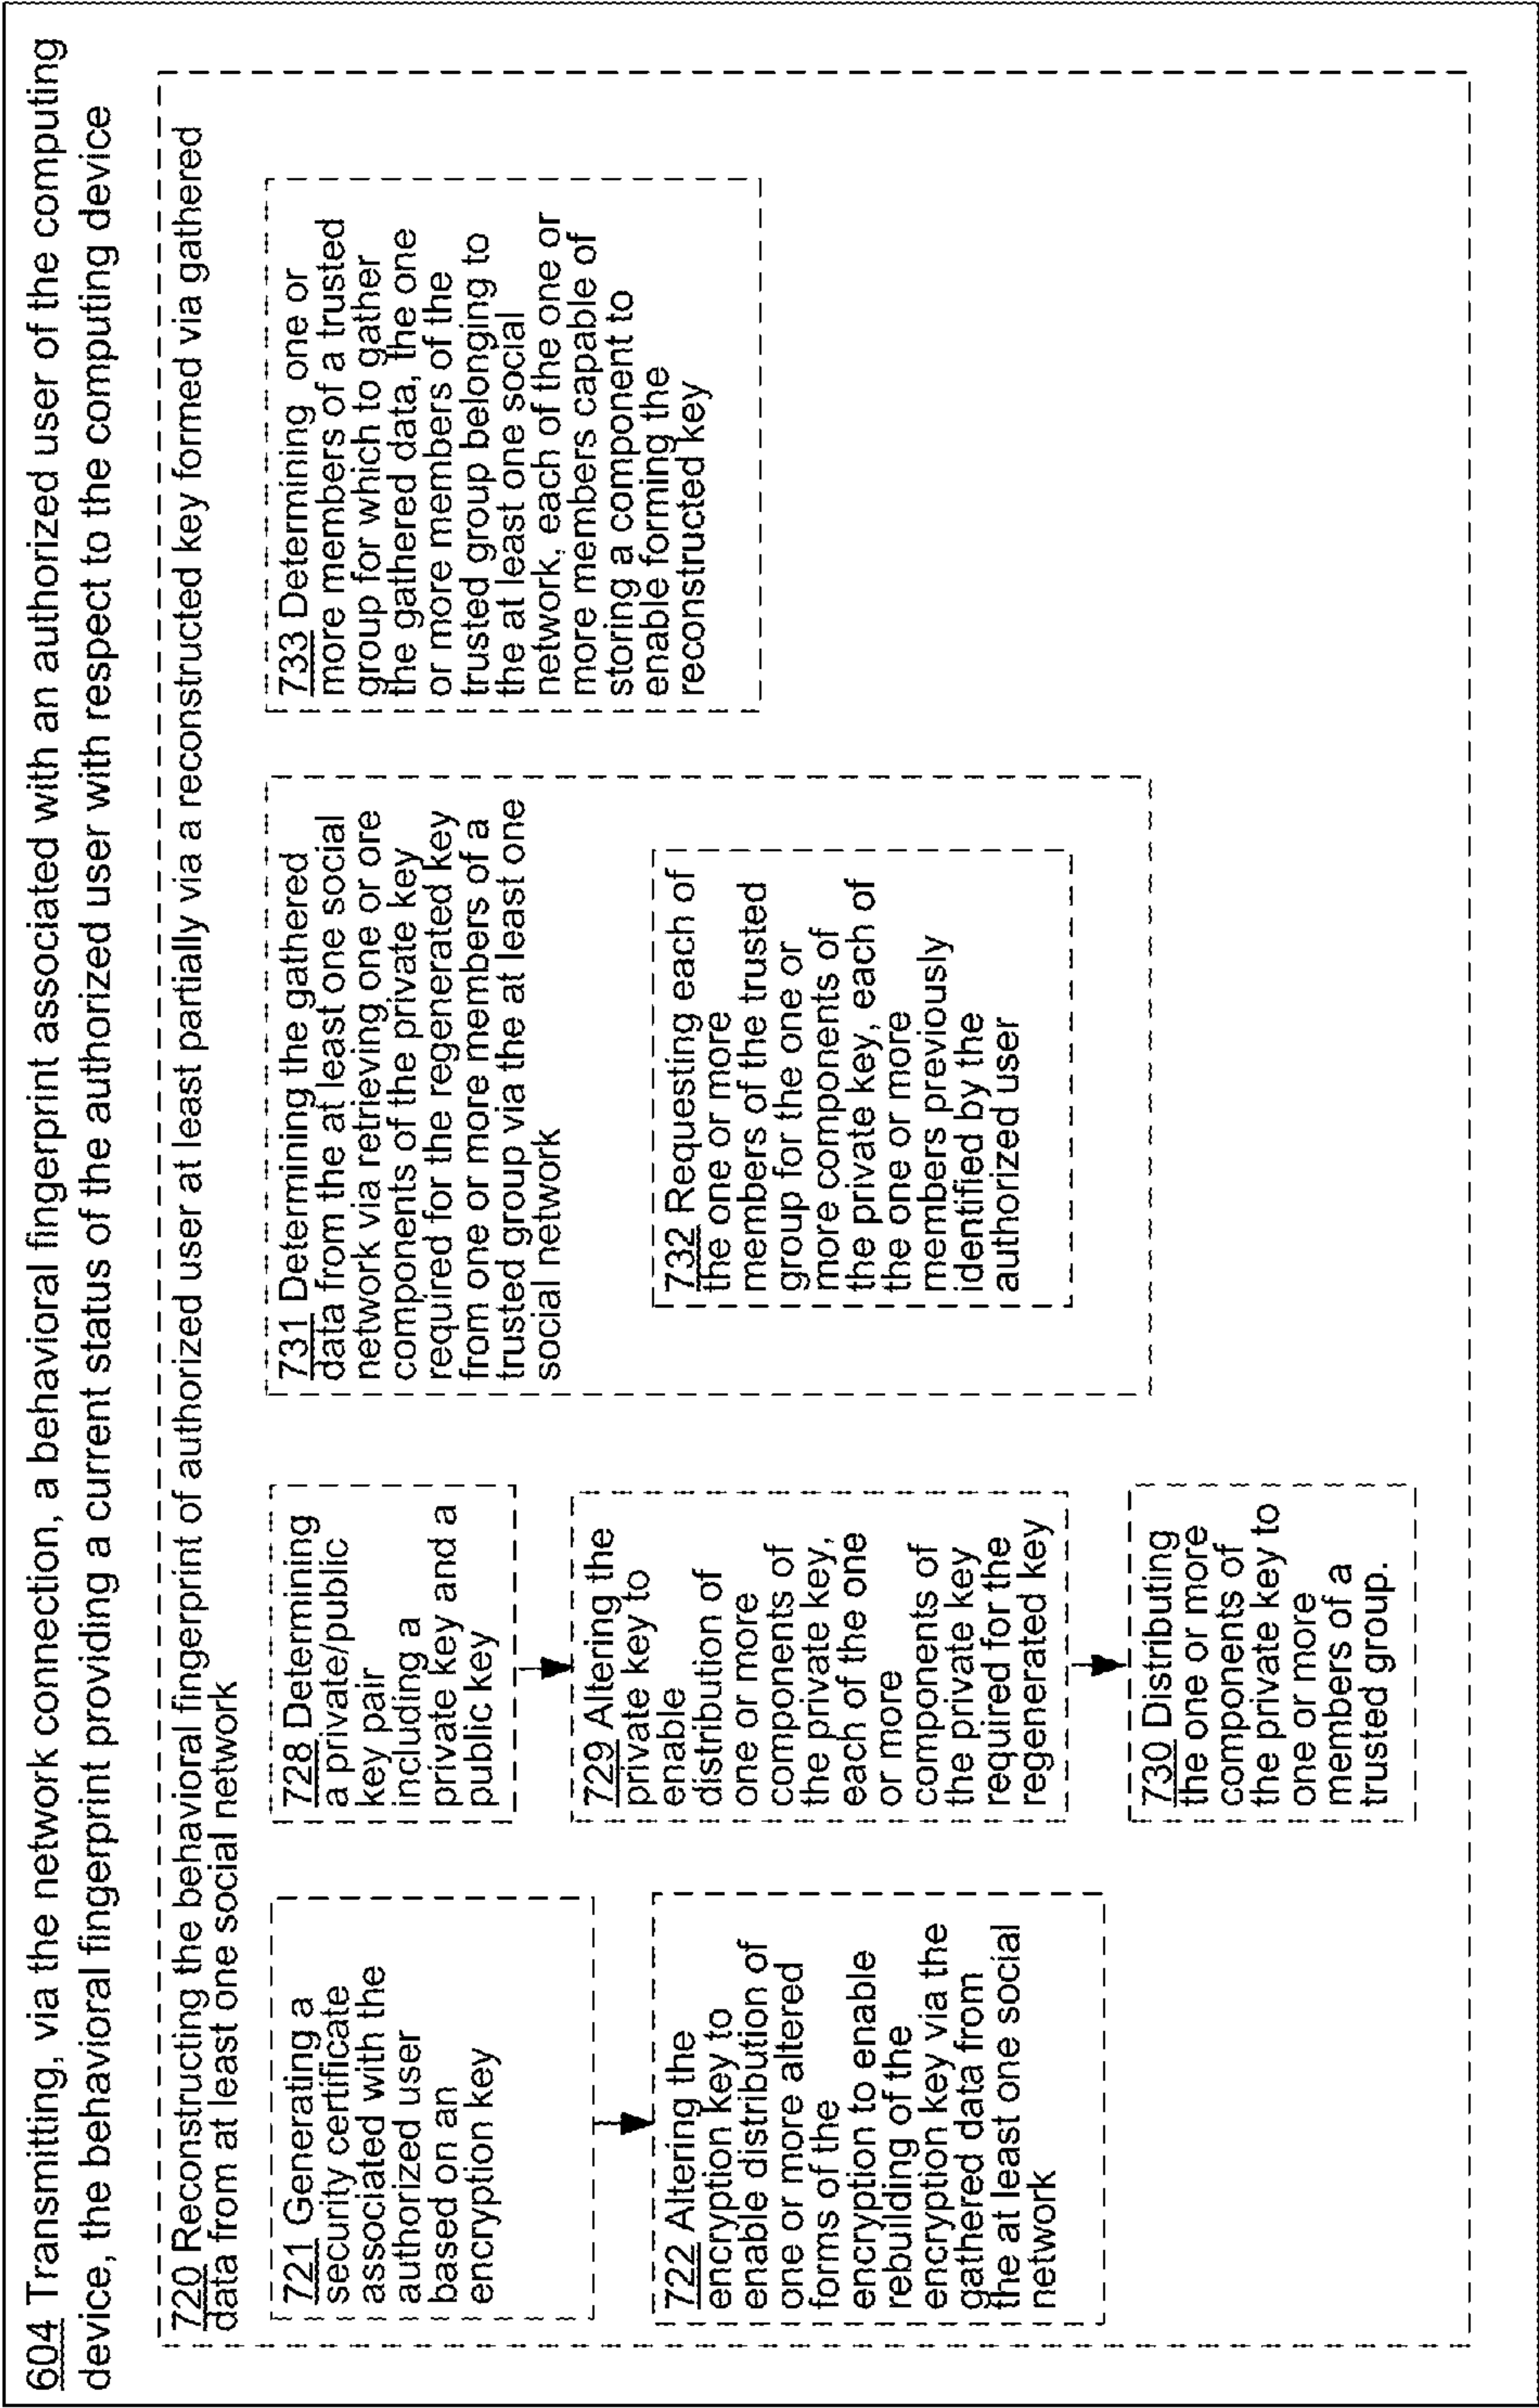 604 Transmitting, via the network connection, a behavioral fingerprint associated with an authorized user of the computing
device, the behavioral fingerprint providing a current status of the authorized user with respect to the computing device
720 Reconstructing the behavioral fingerprint of authorized user at least partially via a reconstructed key formed via gathered
data from at least one social network
721 Generating a
security certificate
associated with the
authorized user
based on an
encryption key
722 Altering the
encryption key to
enable distribution of
one or more altered
forms of the
encryption to enable
rebuilding of the
encryption key via the
gathered data from
the at least one social
network
728 Determining
a private/public
key pair
including a
private key and a
public key
729 Altering the
private key to
enable
distribution of
one or more
components of
the private key,
each of the one
or more
components of
the private key
required for the
regenerated key
730 Distributing
the one or more
components of
the private key to
one or more
members of a
trusted group.
731 Determining the gathered
data from the at least one social
network via retrieving one or ore
components of the private key
required for the regenerated key
from one or more members of a
trusted group via the at least one
social network
732 Requesting each of
the one or more
members of the trusted
group for the one or
more components of
the private key, each of
the one or more
members previously
identified by the
authorized user
733 Determining one or
more members of a trusted
group for which to gather
the gathered data, the one
or more members of the
trusted group belonging to
the at least one social
network, each of the one or
more members capable of
storing a component to
enable forming the
reconstructed key